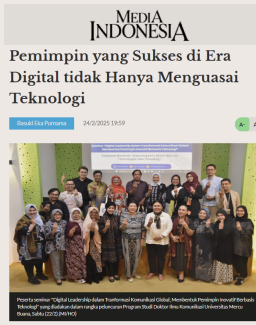 MEDIA
INDONESIA
Pemimpin yang Sukses di Era
Digital tidak Hanya Menguasai
Teknologi
Basuki Eka Purnama
24/2/2025 19:59
A-
Peserta seminar "Digital Leadership dalam Tranformasi Komunikasi Global, Membentuk Pemimpin Inovatif Berbasis
Teknologi" yang diadakan dalam rangka peluncuran Program Studi Doktor Ilmu Komunikasi Universitas Mercu
Buana, Sabtu (22/2).(MI/HO)